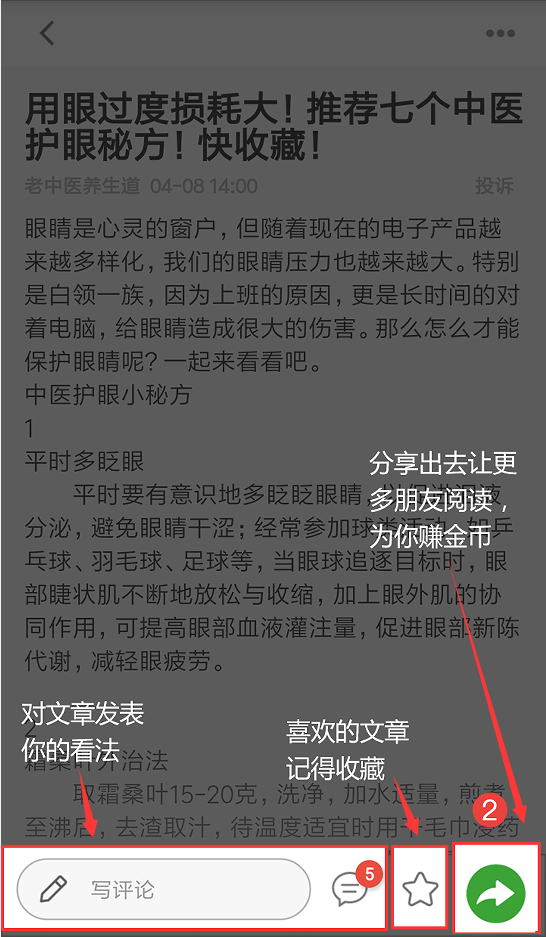 用眼过度损耗大！推荐七个中医
护眼秘方！快收藏！
老中医养生道 04-08 14:00 投诉
眼睛是心灵的窗户，但随着现在的电子产品越
来越多样化，我们的眼睛压力也越来越大。特别
是白领一族，因为上班的原因，更是长时间的对
着电脑，给眼睛造成很大的伤害。那么怎么才能
保护眼睛呢？一起来看看吧。
中医护眼小秘方
1
平时多眨眼
分享出去让更
多朋友阅读，
为你赚金币
平时要有意识地多眨眨眼睛，
分泌，避免眼睛干涩；经常参加球类活动，如乒
乓球、羽毛球、足球等，当眼球追逐目标时，眼
部睫状肌不断地放松与收缩，加上眼外肌的协
同作用，可提高眼部血液灌注量，促进眼部新陈
代谢，减轻眼疲劳。
对文章发表
你的看法
喜欢的文章
记得收藏
2
霜桑叶外治法
取霜桑叶15-20克，洗净，加水适量，煎煮
至沸后，去渣取汁，待温度适宜时用干毛巾浸药
2
写评论
5